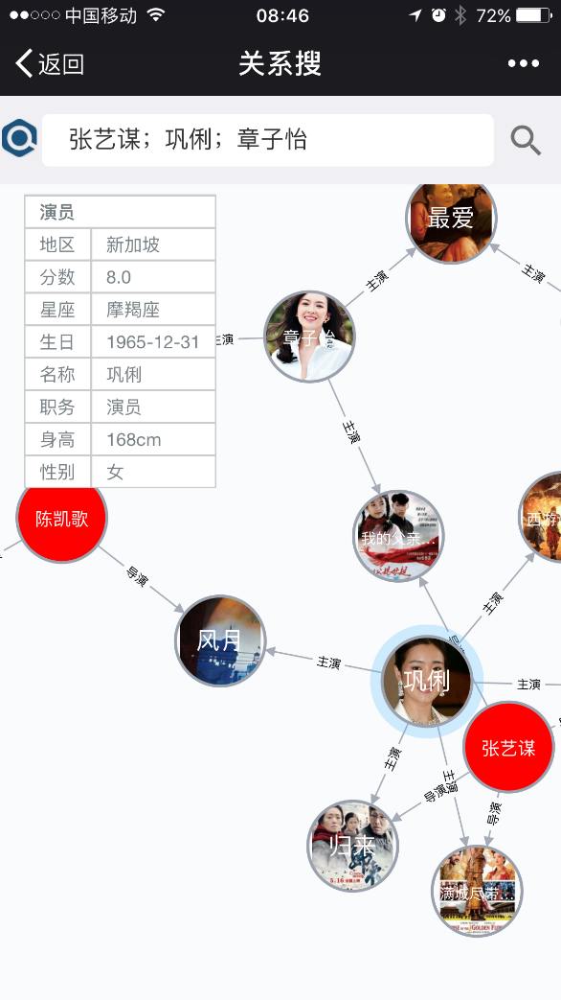 中国移动 08:46 72%
返回 关系搜
张艺谋；巩俐；章子怡
演员
地区 新加坡
分数 8.0
星座 摩羯座
生日 1965-12-31
名称 巩俐
职务 演员
身高 168cm
性别 女
最爱
主演
主演
章子怡
主演
主演
陈凯歌
我的父亲...
西游
导演
主演
风月
主演
导演
巩俐
主演
张艺谋
主演
主演
导演
导演
归来
5.16
满城尽带...
GOLDEN